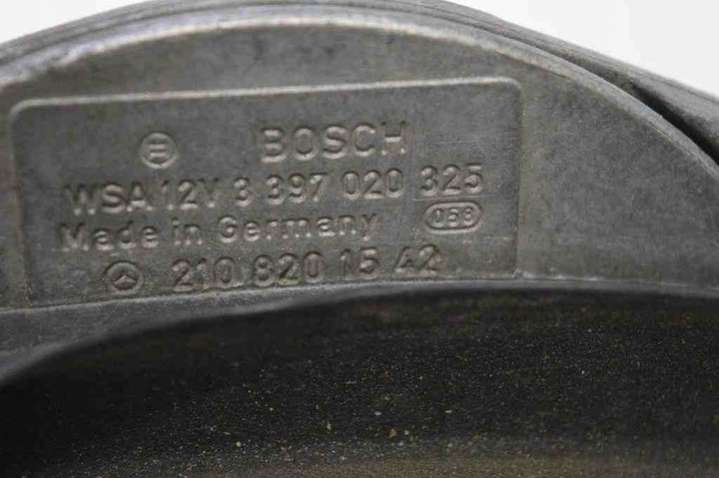 BOSCH
WSA 12V 3 397 020 325
Made in Germany 058
210 820 15 42